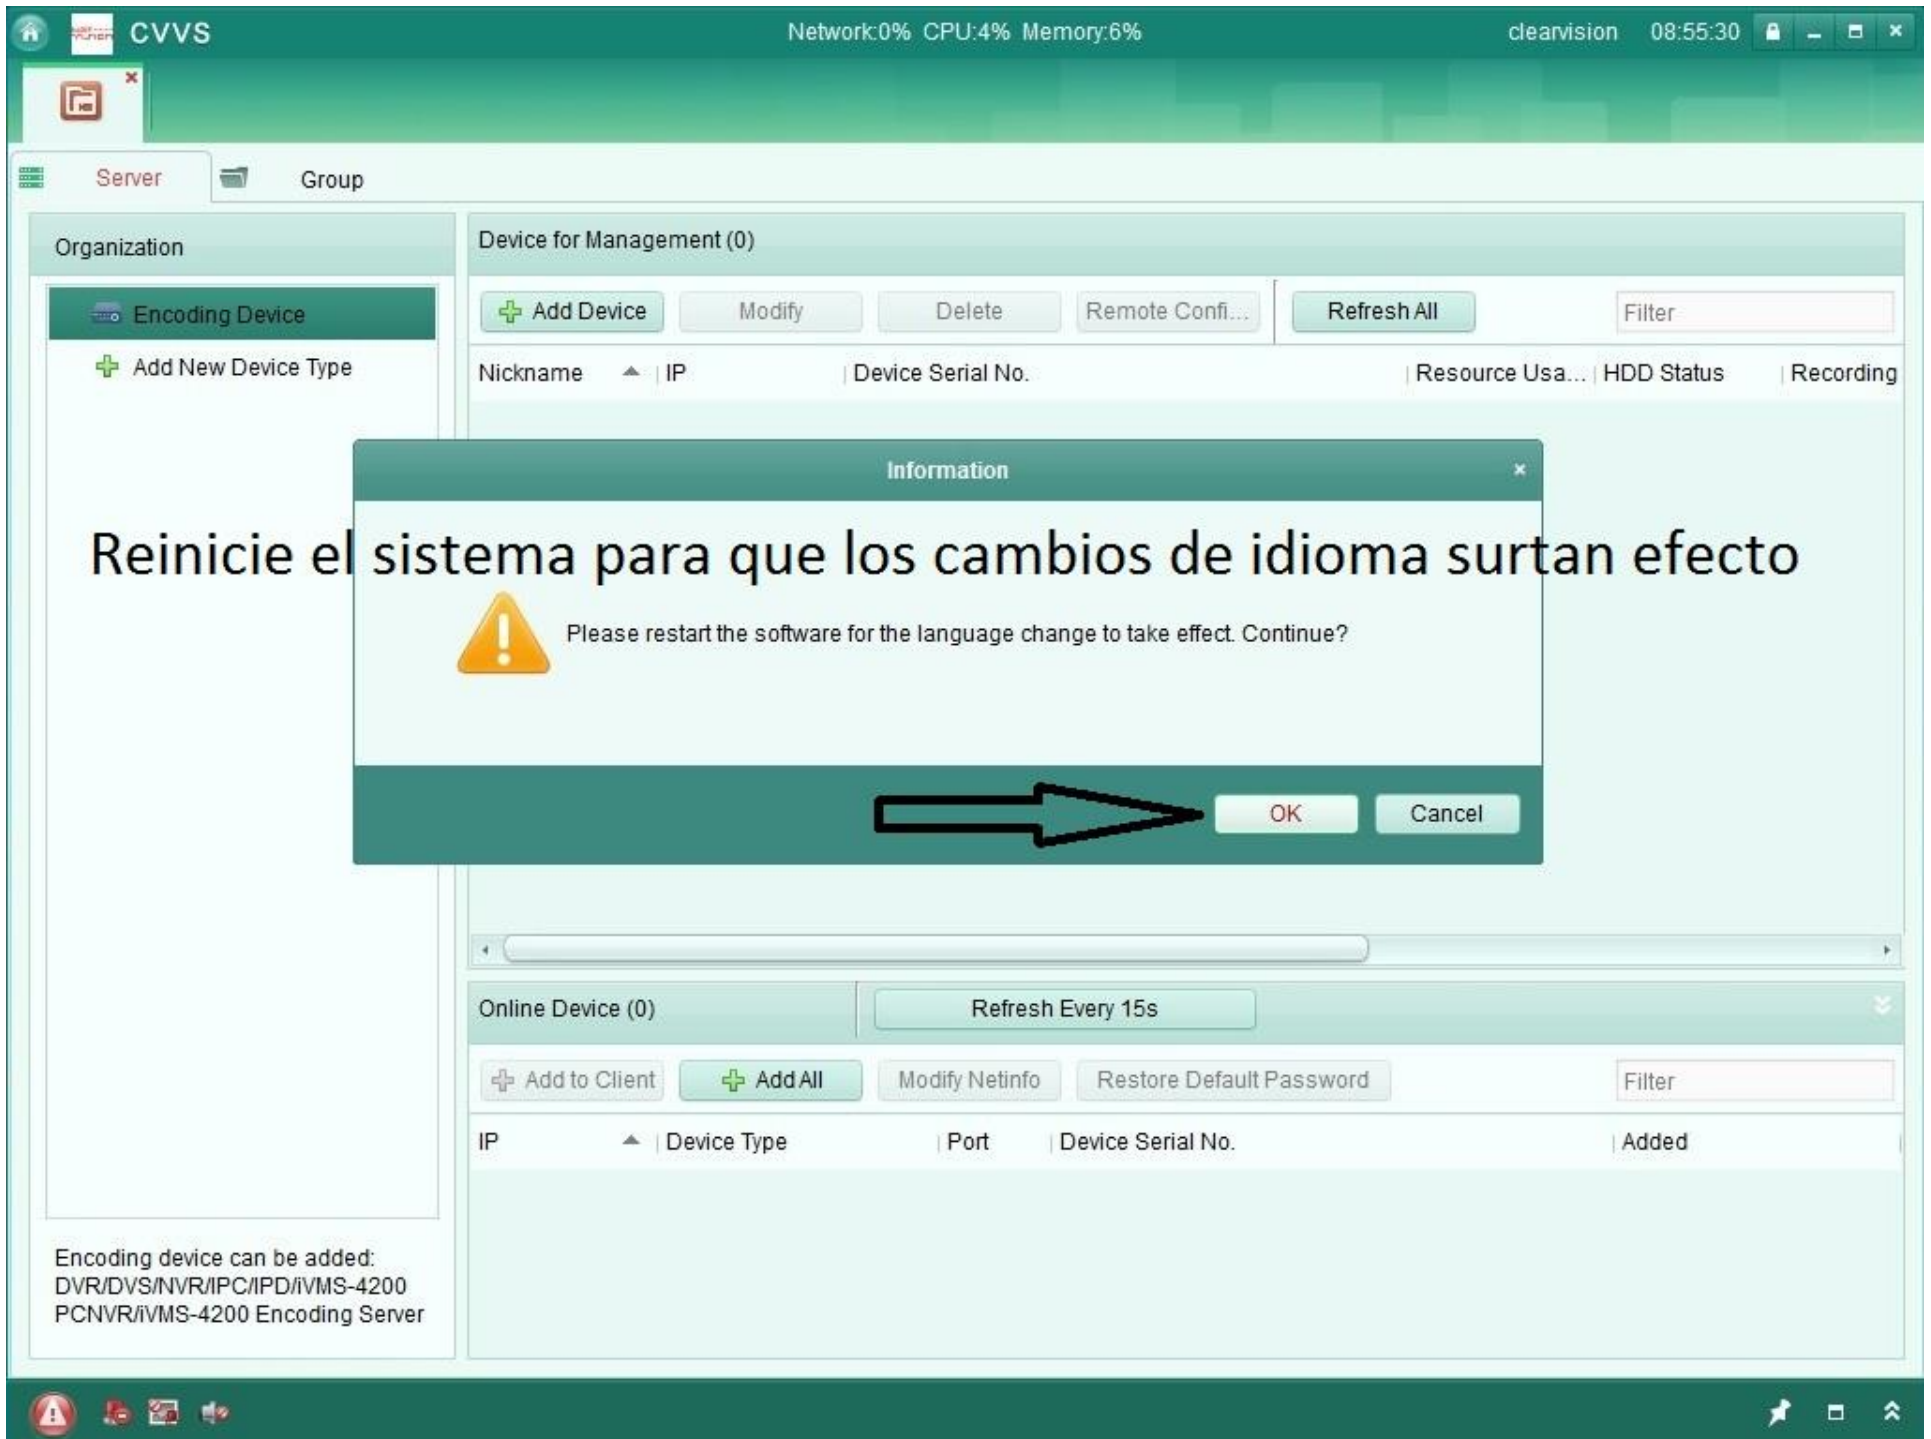 CVVS
Network:0% CPU:4% Memory:6%
clearvision 08:55:30
Server
Group
Organization
Encoding Device
Add New Device Type
Encoding device can be added:
DVR/DVS/NVR/IPC/IPD/iVMS-4200
PCNVR/iVMS-4200 Encoding Server
Device for Management (0)
Add Device Modify Delete Remote Confi... Refresh All Filter
Nickname IP Device Serial No. Resource Usa... HDD Status Recording
Information
Reinicie el sistema para que los cambios de idioma surtan efecto
Please restart the software for the language change to take effect. Continue?
OK Cancel
Online Device (0) Refresh Every 15s
Add to Client Add All Modify Netinfo Restore Default Password Filter
IP Device Type Port Device Serial No. Added